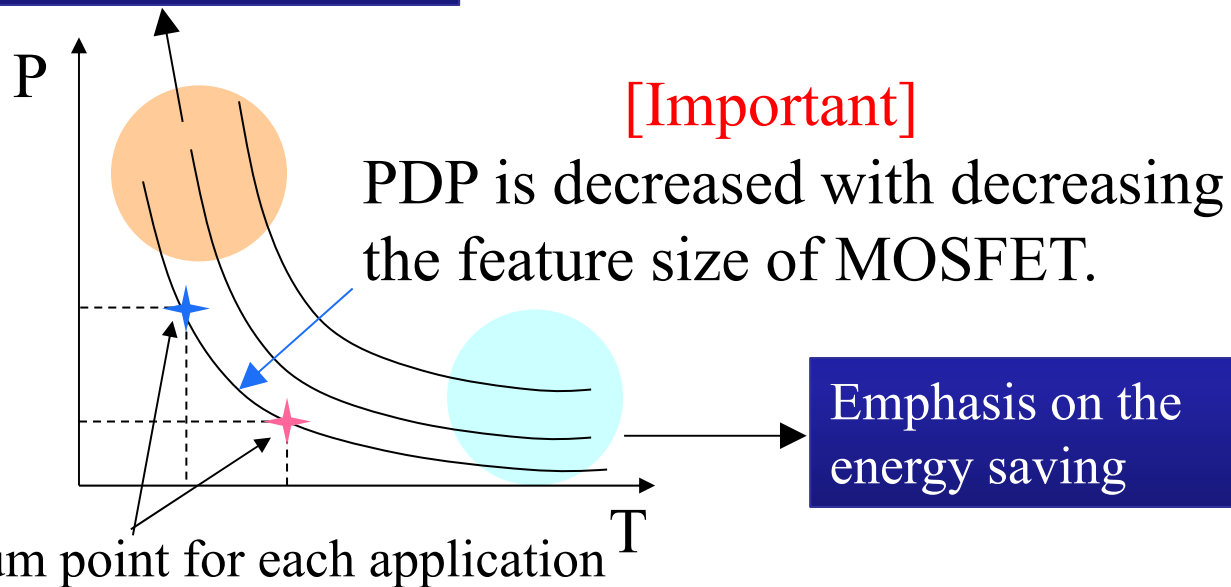 P
[Important]
PDP is decreased with decreasing
the feature size of MOSFET.
Emphasis on the
energy saving
T
point for each application